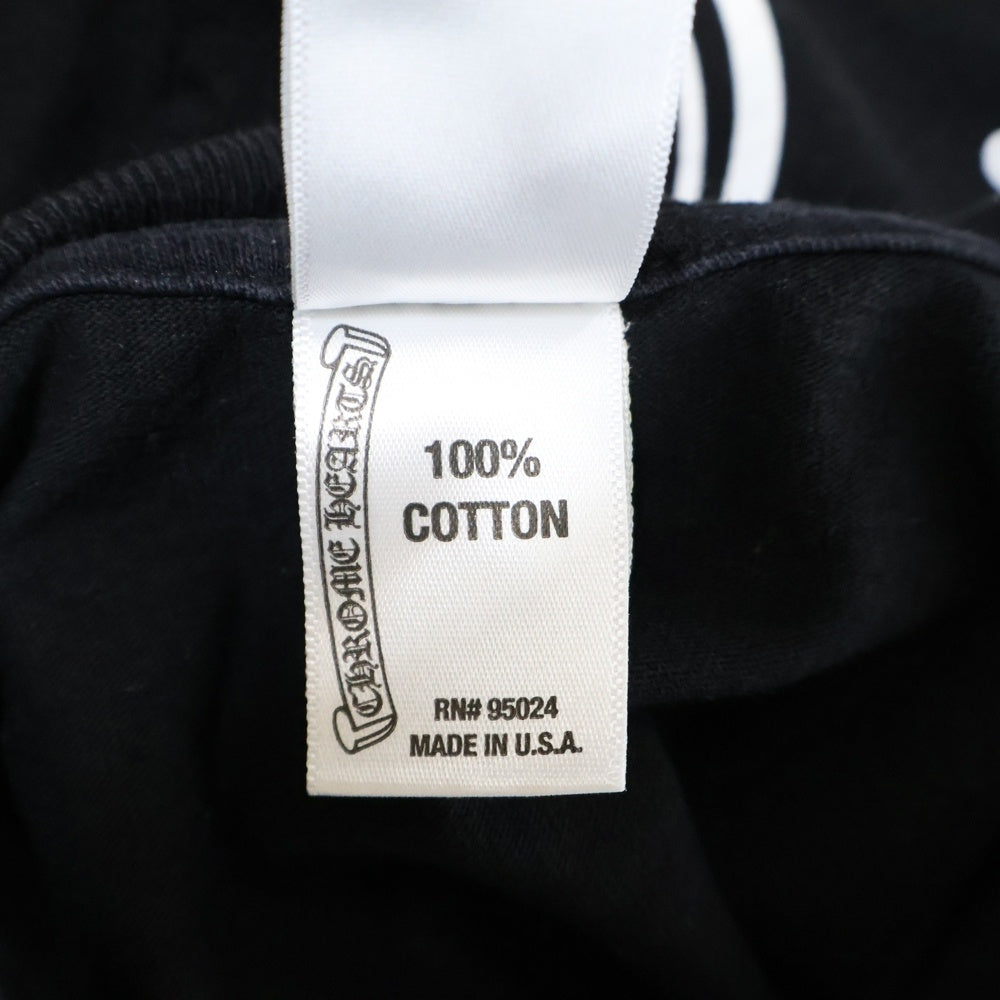 CHROME HEARTS
100%
COTTON
RN# 95024
MADE IN U.S.A.